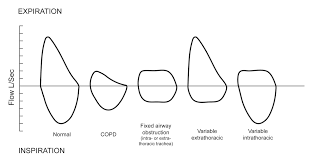 EXPIRATION
Flow L/Sec
Normal
COPD
Fixed airway
obstruction
(intra- or extra-
thoracic trachea)
Variable
extrathoracic
Variable
intrathoracic
INSPIRATION